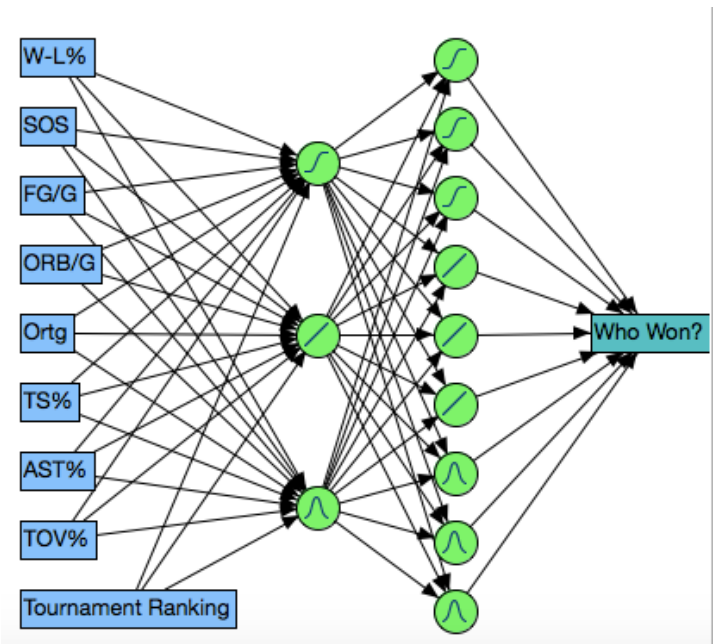 W-L%
SOS
FG/G
ORB/G
Ortg
TS%
AST%
TOV%
Tournament Ranking
Who Won?